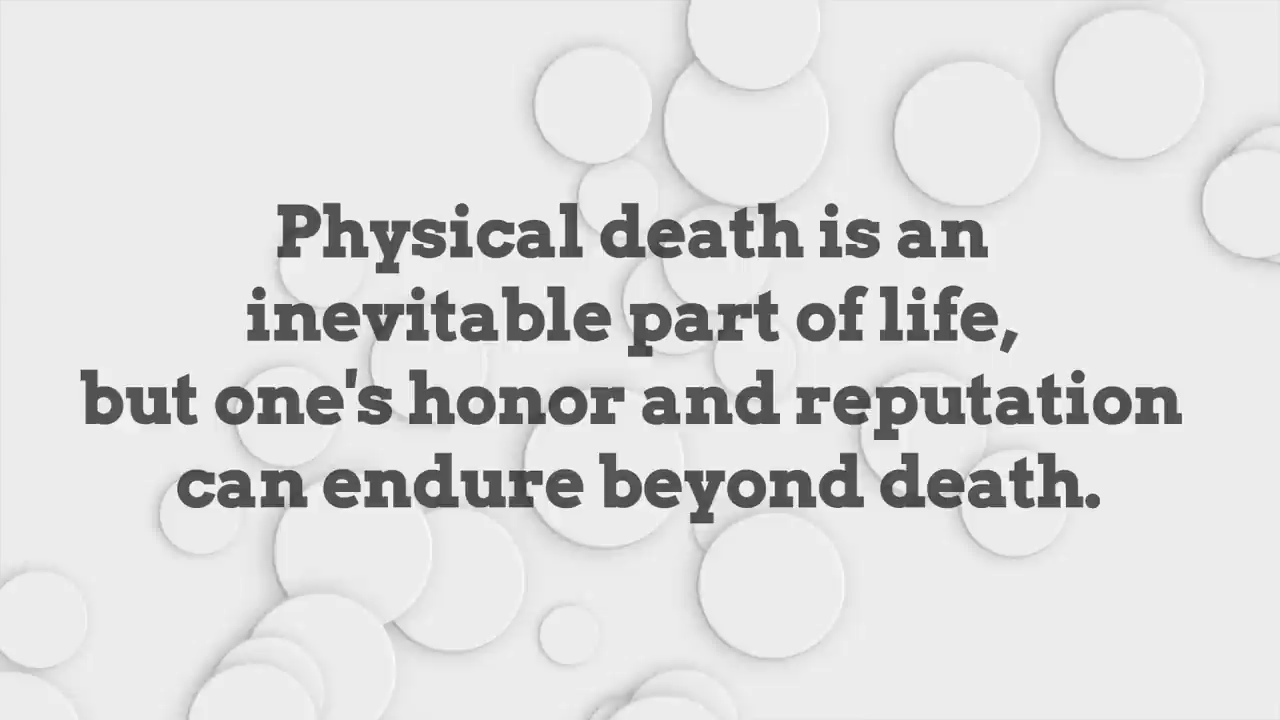 Physical death is an
inevitable part of life,
but one's honor and reputation
can endure beyond death.